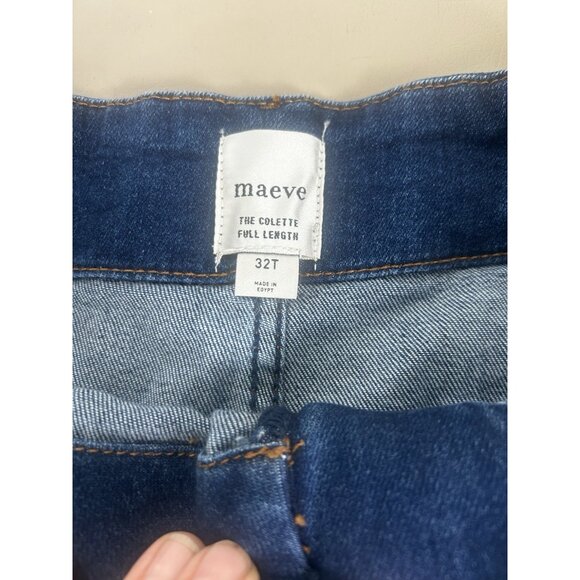 maeve
THE COLETTE
FULL LENGTH
32T
MADE IN
EGYPT